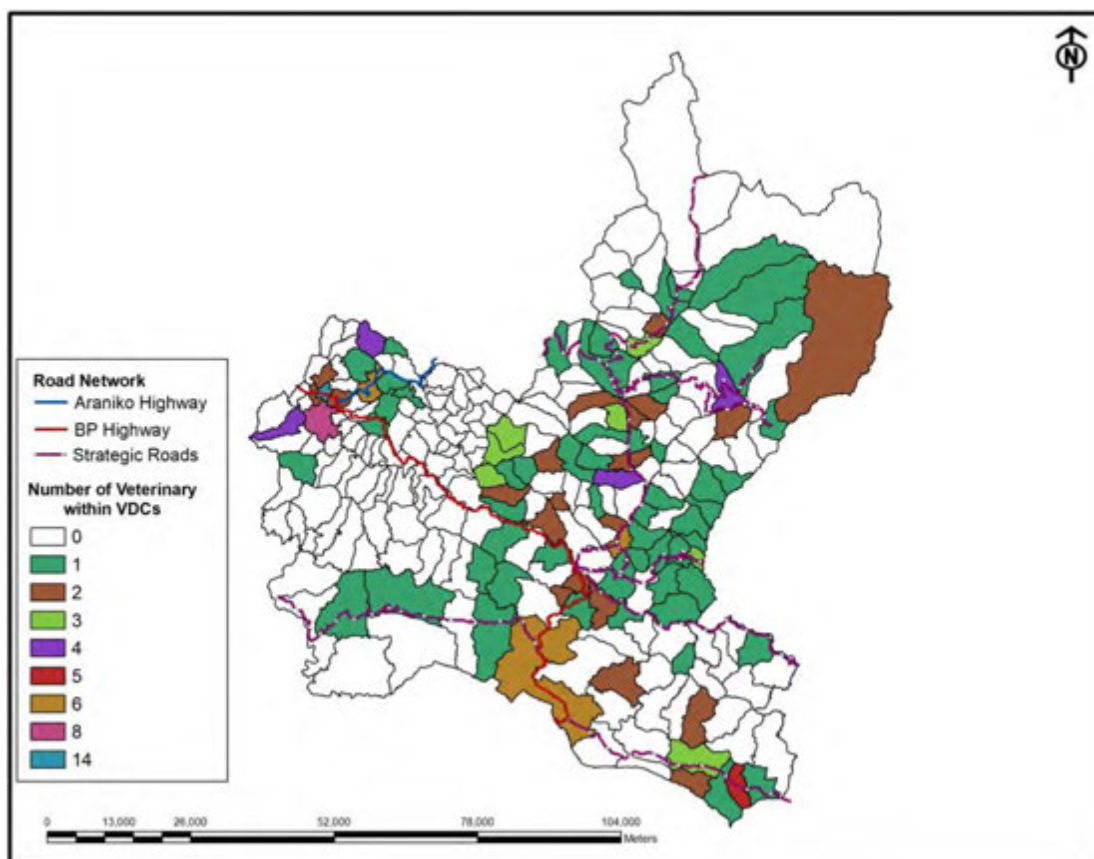 N
Road Network
Araniko Highway
BP Highway
Strategic Roads
Number of Veterinary
within VDCs
0
1
2
3
4
5
6
8
14
0 13,000 26,000 52,000 78,000 104,000
Meters